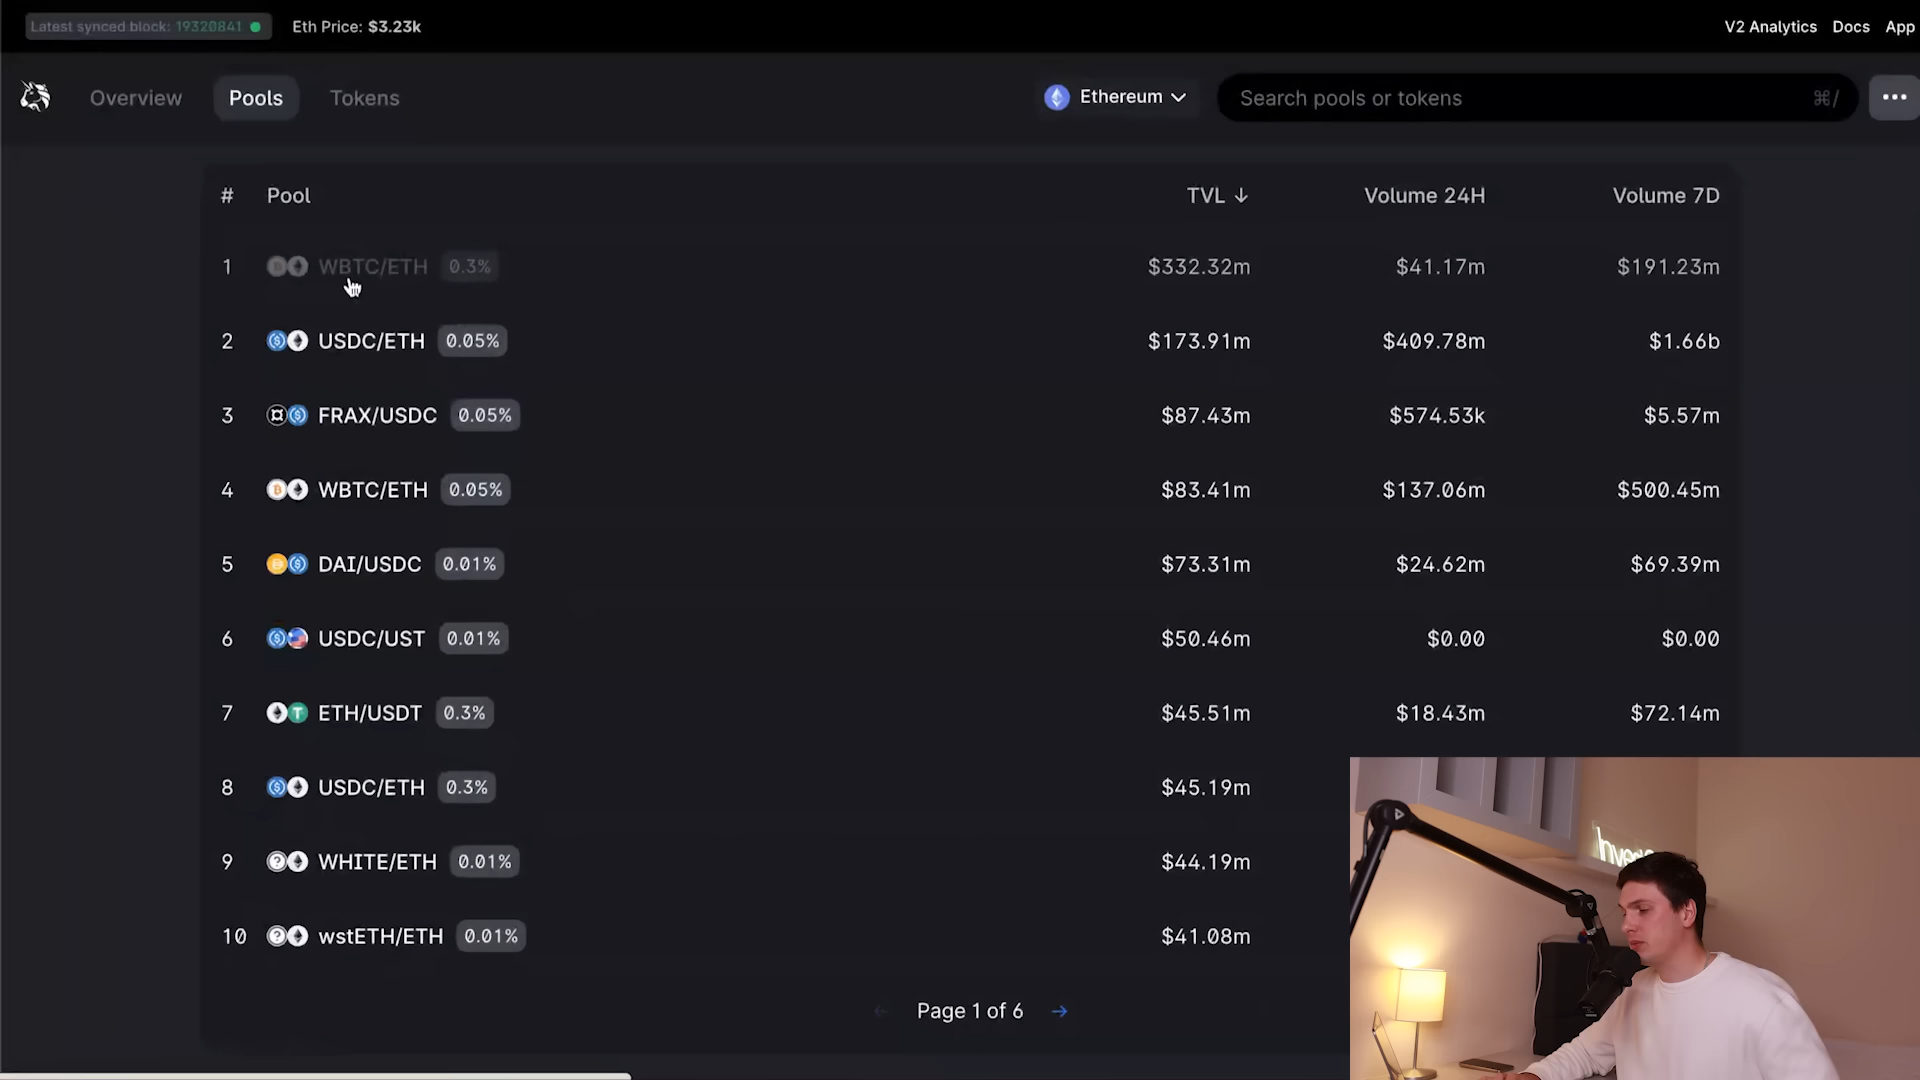 Latest synced block: 19320841 Eth Price: $3.23k V2 Analytics Docs App
Overview Pools Tokens Ethereum Search pools or tokens ⌘/
# Pool TVL ↓ Volume 24H Volume 7D
1 WBTC/ETH 0.3% $332.32m $41.17m $191.23m
2 USDC/ETH 0.05% $173.91m $409.78m $1.66b
3 FRAX/USDC 0.05% $87.43m $574.53k $5.57m
4 WBTC/ETH 0.05% $83.41m $137.06m $500.45m
5 DAI/USDC 0.01% $73.31m $24.62m $69.39m
6 USDC/UST 0.01% $50.46m $0.00 $0.00
7 ETH/USDT 0.3% $45.51m $18.43m $72.14m
8 USDC/ETH 0.3% $45.19m
9 WHITE/ETH 0.01% $44.19m
10 wstETH/ETH 0.01% $41.08m
← Page 1 of 6 →